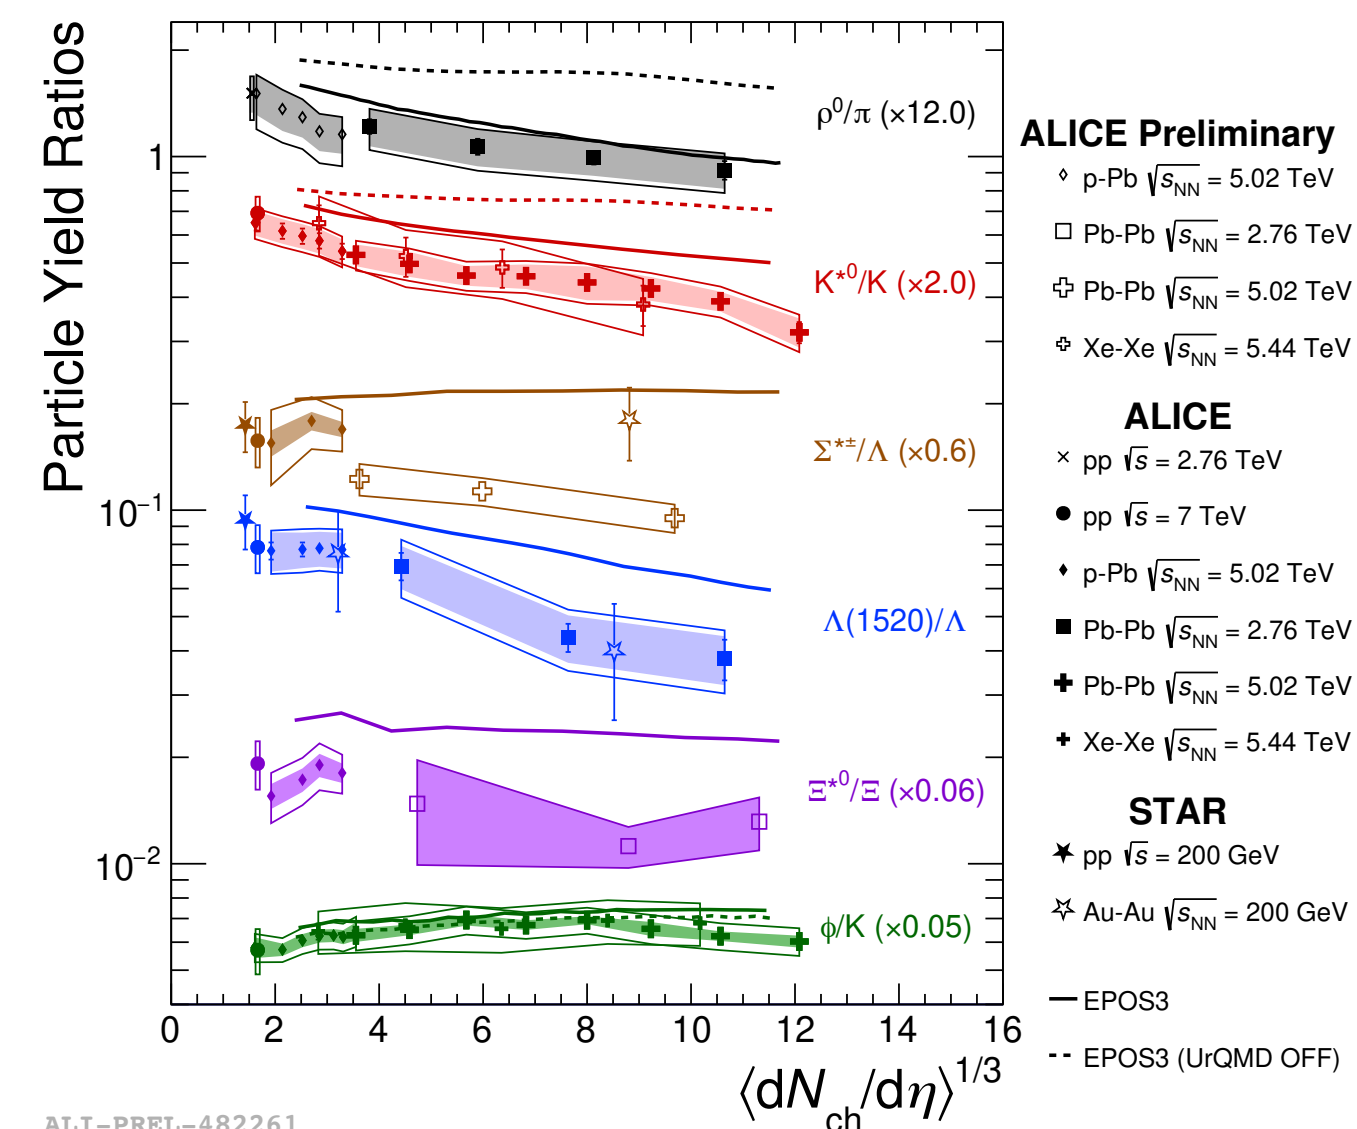 Particle Yield Ratios
1
10⁻¹
10⁻²
0 2 4 6 8 10 12 14 16
⟨dN_ch/dη⟩^1/3
ρ⁰/π (×12.0)
K*⁰/K (×2.0)
Σ*±/Λ (×0.6)
Λ(1520)/Λ
Ξ*⁰/Ξ (×0.06)
ϕ/K (×0.05)
ALICE Preliminary
p-Pb √s_NN = 5.02 TeV
Pb-Pb √s_NN = 2.76 TeV
Pb-Pb √s_NN = 5.02 TeV
Xe-Xe √s_NN = 5.44 TeV
ALICE
pp √s = 2.76 TeV
pp √s = 7 TeV
p-Pb √s_NN = 5.02 TeV
Pb-Pb √s_NN = 2.76 TeV
Pb-Pb √s_NN = 5.02 TeV
Xe-Xe √s_NN = 5.44 TeV
STAR
pp √s = 200 GeV
Au-Au √s_NN = 200 GeV
EPOS3
EPOS3 (UrQMD OFF)
ALI-PREL-482261